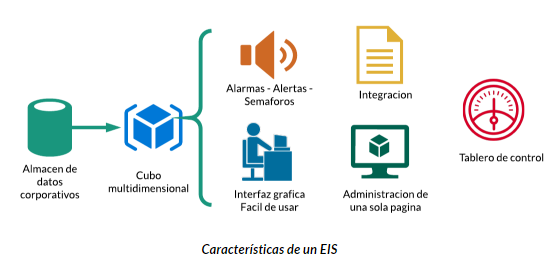 Alarmas - Alertas -
Semaforos
Integracion
Almacen de
datos
corporativos
Cubo
multidimensional
Tablero de control
Interfaz grafica
Facil de usar
Administracion de
una sola pagina
Características de un EIS